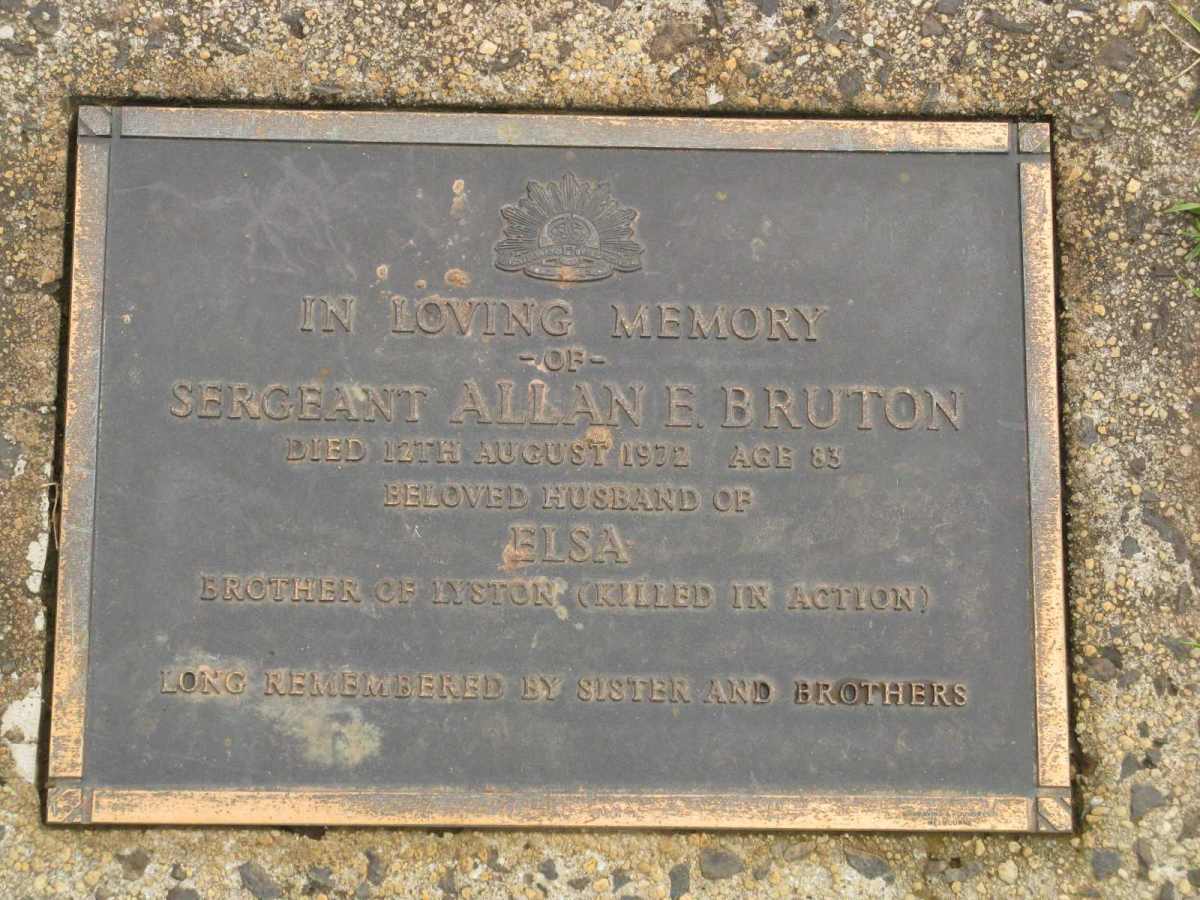 IN LOVING MEMORY
-OF-
SERGEANT ALLAN E. BRUTON
DIED 12TH AUGUST 1972 AGE 83
BELOVED HUSBAND OF
ELSA
BROTHER OF LYSTON (KILLED IN ACTION)
LONG REMEMBERED BY SISTER AND BROTHERS
MELBOURNE